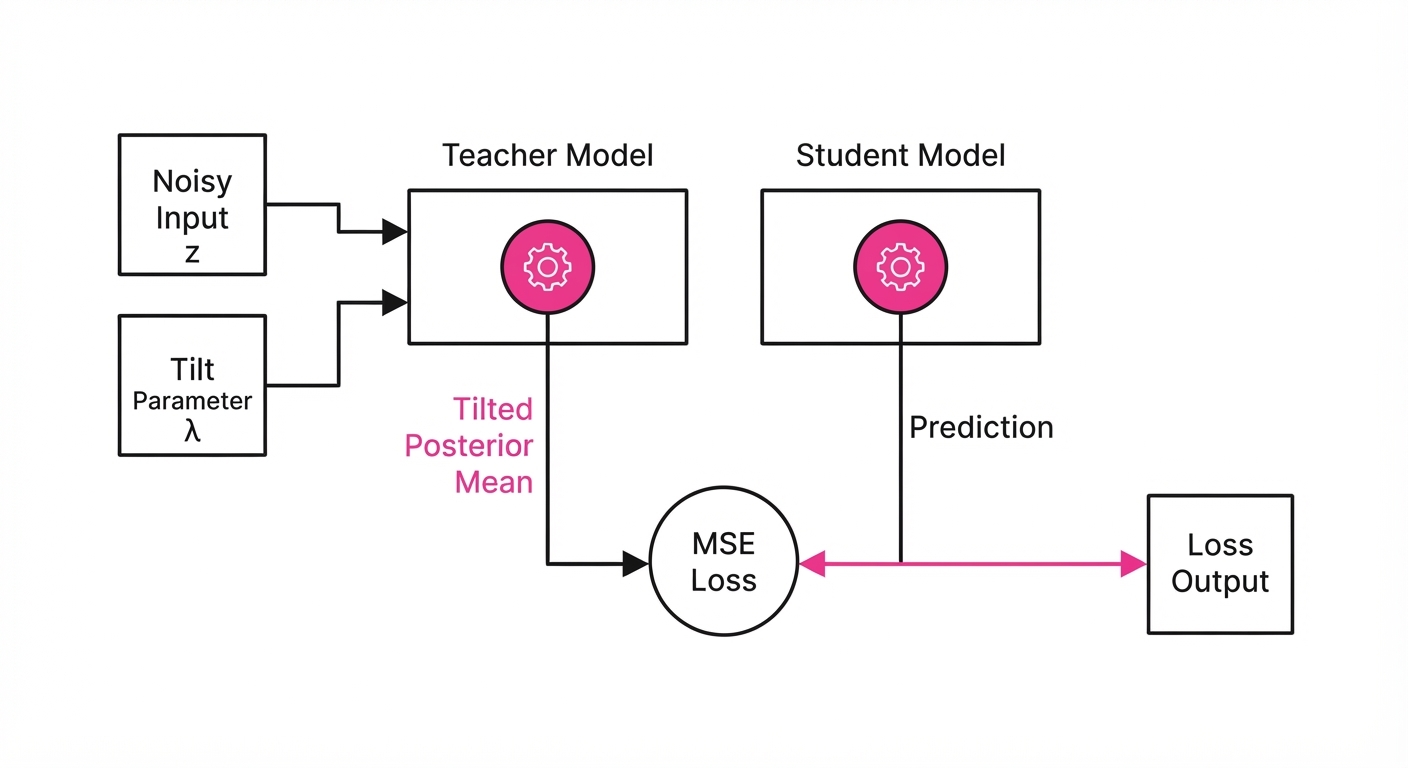 Noisy
Input
z
Tilt
Parameter
λ
Teacher Model
Student Model
Tilted
Posterior
Mean
Prediction
MSE
Loss
Loss
Output